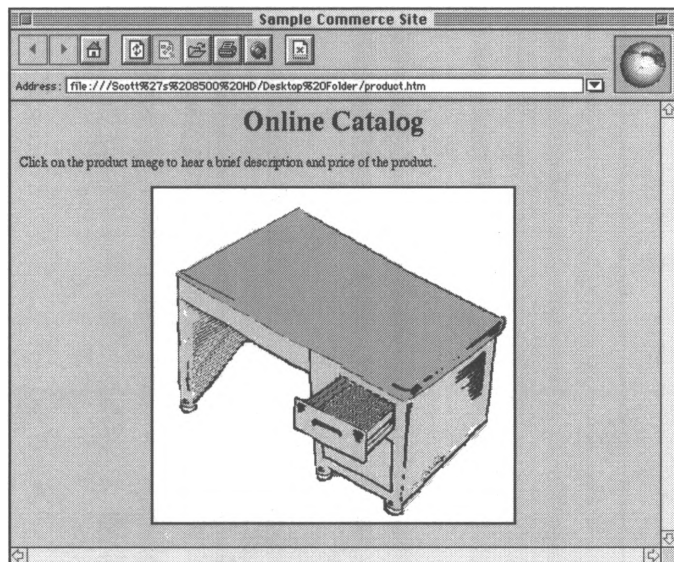 Sample Commerce Site
Address: file:///Scott%27s%208500%20HD/Desktop%20Folder/product.htm
Online Catalog
Click on the product image to hear a brief description and price of the product.